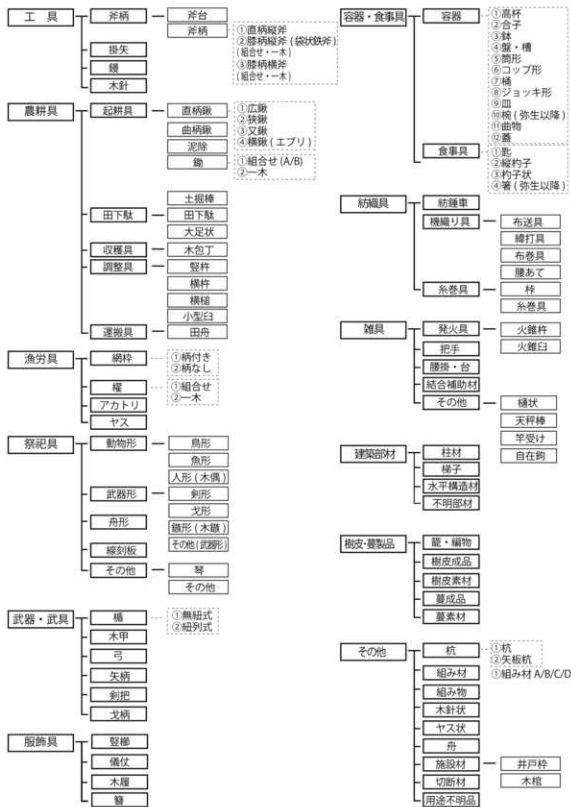 工 具
斧柄
斧台
斧柄
①直柄縦斧
②膝柄縦斧(袋状鉄斧)
(組合せ・一木)
③膝柄横斧
(組合せ・一木)
掛矢
鏝
木針
農耕具
起耕具
直柄鍬
曲柄鍬
泥除
鋤
①広鍬
②狭鍬
③又鍬
④横鍬(エブリ)
①組合せ(A/B)
②一木
田下駄
土掘棒
田下駄
大足状
収穫具
木包丁
調整具
竪杵
横杵
横槌
小型臼
運搬具
田舟
漁労具
網枠
①柄付き
②柄なし
櫂
①組合せ
②一木
アカトリ
ヤス
祭祀具
動物形
鳥形
魚形
人形(木偶)
武器形
剣形
戈形
鏃形(木鏃)
その他(武器形)
舟形
線刻板
その他
琴
その他
武器・武具
楯
①無紐式
②紐列式
木甲
弓
矢柄
剣把
戈柄
服飾具
竪櫛
儀仗
木履
簪
容器・食事具
容器
①高杯
②合子
③鉢
④盤・槽
⑤筒形
⑥コップ形
⑦桶
⑧ジョッキ形
⑨皿
⑩椀(弥生以降)
⑪曲物
⑫蓋
食事具
①匙
②縦杓子
③杓子状
④箸(弥生以降)
紡織具
紡錘車
機織り具
布送具
緯打具
布巻具
腰あて
糸巻具
桛
糸巻具
雑具
発火具
火鑽杵
火鑽臼
把手
腰掛・台
結合補助材
その他
樋状
天秤棒
竿受け
自在鉤
建築部材
柱材
梯子
水平構造材
不明部材
樹皮・蔓製品
籠・編物
樹皮成品
樹皮素材
蔓成品
蔓素材
その他
杭
①杭
②矢板杭
組み材
①組み材 A/B/C/D
組み物
木針状
ヤス状
舟
施設材
井戸枠
木棺
切断材
用途不明品